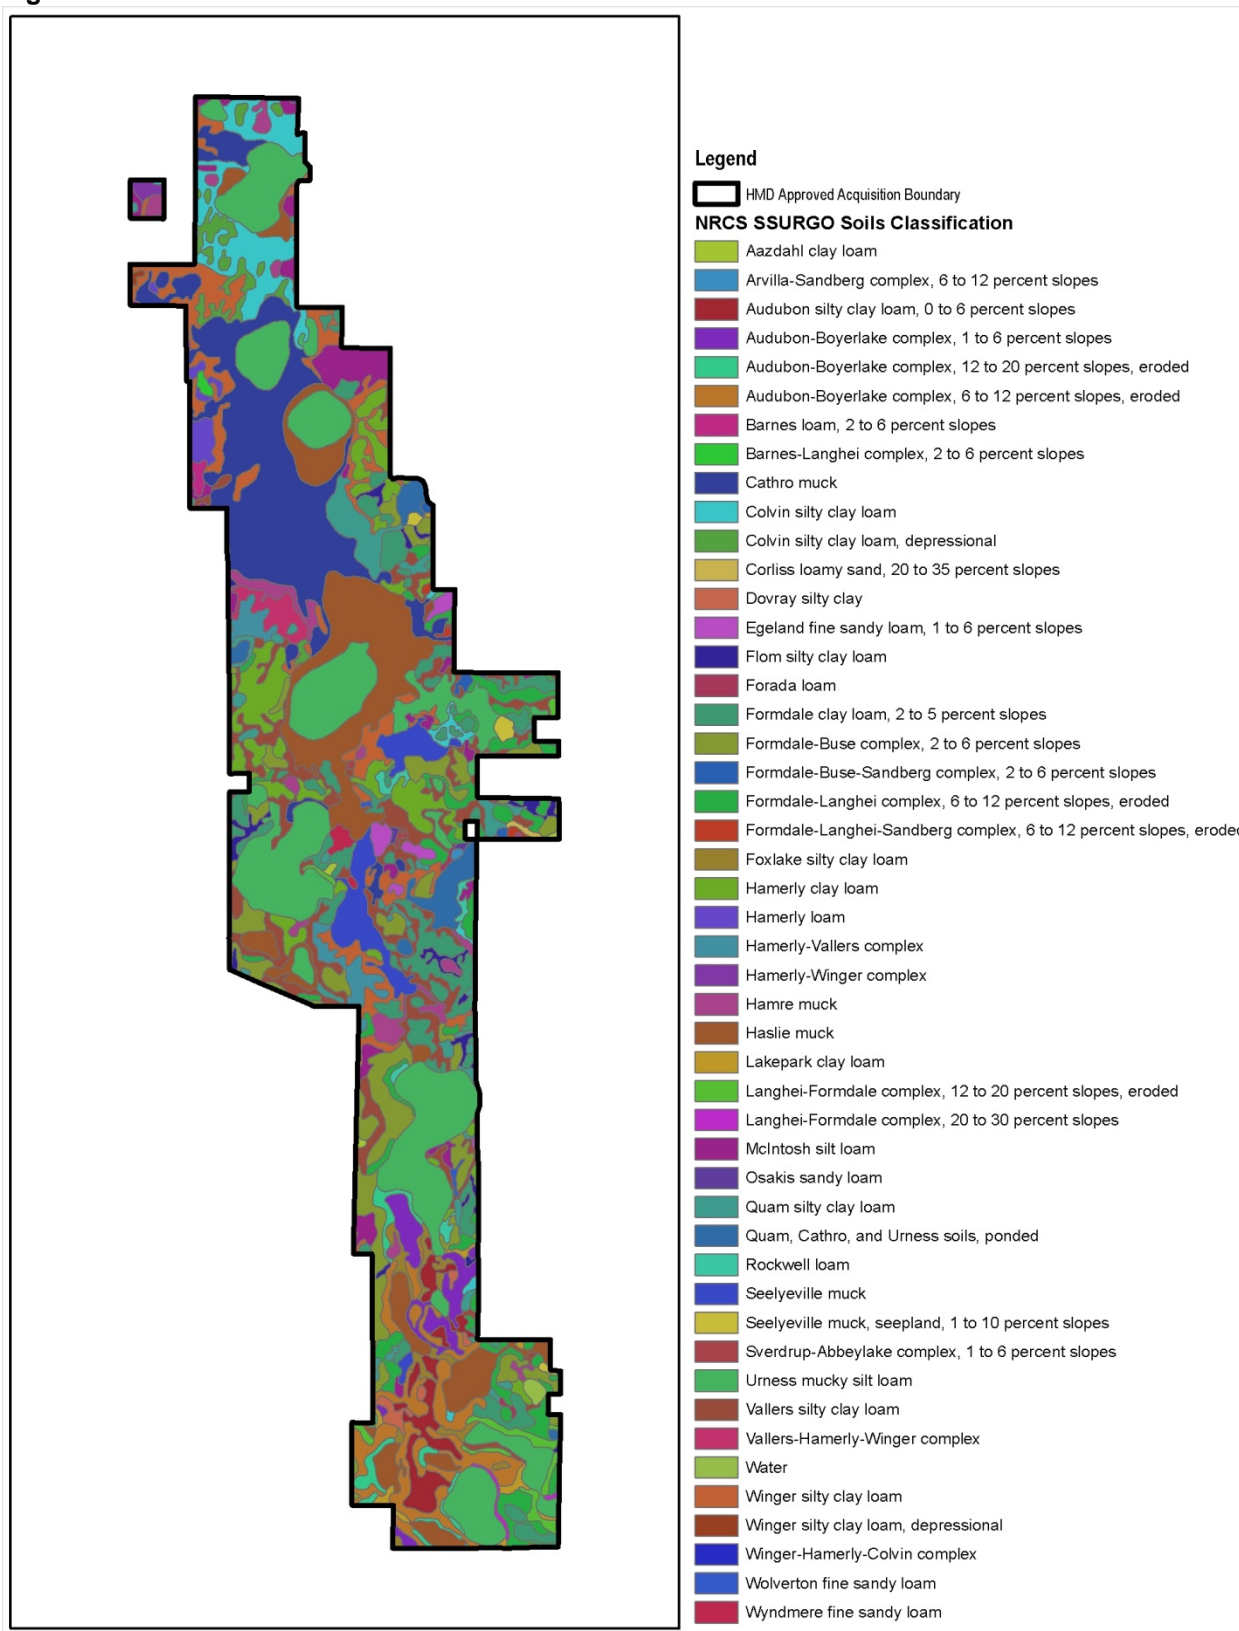 Legend
HMD Approved Acquisition Boundary
NRCS SSURGO Soils Classification
Aazdahl clay loam
Arvilla-Sandberg complex, 6 to 12 percent slopes
Audubon silty clay loam, 0 to 6 percent slopes
Audubon-Boyerlake complex, 1 to 6 percent slopes
Audubon-Boyerlake complex, 12 to 20 percent slopes, eroded
Audubon-Boyerlake complex, 6 to 12 percent slopes, eroded
Barnes loam, 2 to 6 percent slopes
Barnes-Langhei complex, 2 to 6 percent slopes
Cathro muck
Colvin silty clay loam
Colvin silty clay loam, depressional
Corliss loamy sand, 20 to 35 percent slopes
Dovray silty clay
Egeland fine sandy loam, 1 to 6 percent slopes
Flom silty clay loam
Forada loam
Formdale clay loam, 2 to 5 percent slopes
Formdale-Buse complex, 2 to 6 percent slopes
Formdale-Buse-Sandberg complex, 2 to 6 percent slopes
Formdale-Langhei complex, 6 to 12 percent slopes, eroded
Formdale-Langhei-Sandberg complex, 6 to 12 percent slopes, erode
Foxlake silty clay loam
Hamerly clay loam
Hamerly loam
Hamerly-Vallers complex
Hamerly-Winger complex
Hamre muck
Haslie muck
Lakepark clay loam
Langhei-Formdale complex, 12 to 20 percent slopes, eroded
Langhei-Formdale complex, 20 to 30 percent slopes
McIntosh silt loam
Osakis sandy loam
Quam silty clay loam
Quam, Cathro, and Urness soils, ponded
Rockwell loam
Seelyeville muck
Seelyeville muck, seepland, 1 to 10 percent slopes
Sverdrup-Abbeylake complex, 1 to 6 percent slopes
Urness mucky silt loam
Vallers silty clay loam
Vallers-Hamerly-Winger complex
Water
Winger silty clay loam
Winger silty clay loam, depressional
Winger-Hamerly-Colvin complex
Wolverton fine sandy loam
Wyndmere fine sandy loam